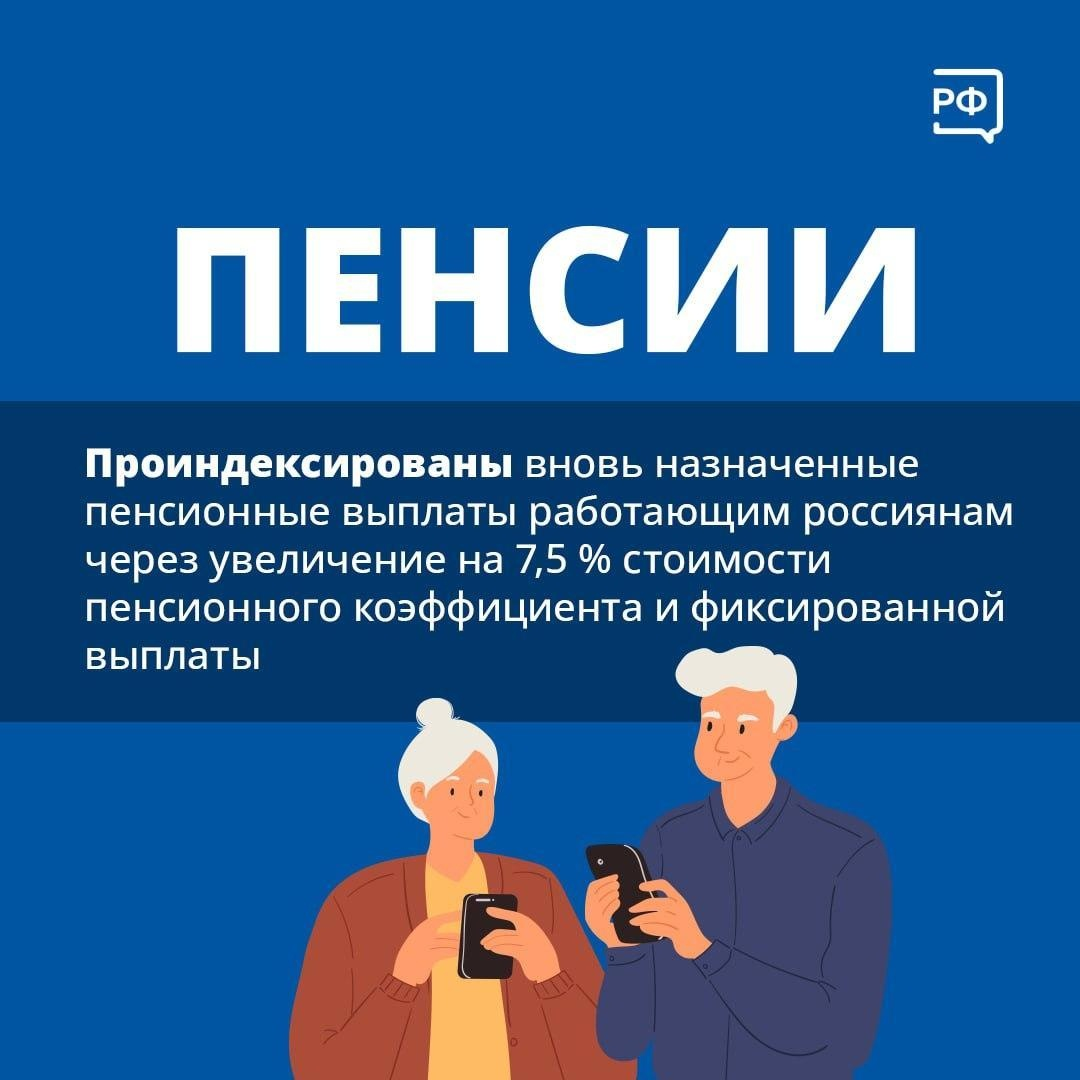 РФ
ПЕНСИИ
Проиндексированы вновь назначенные
пенсионные выплаты работающим россиянам
через увеличение на 7,5 % стоимости
пенсионного коэффициента и фиксированной
выплаты